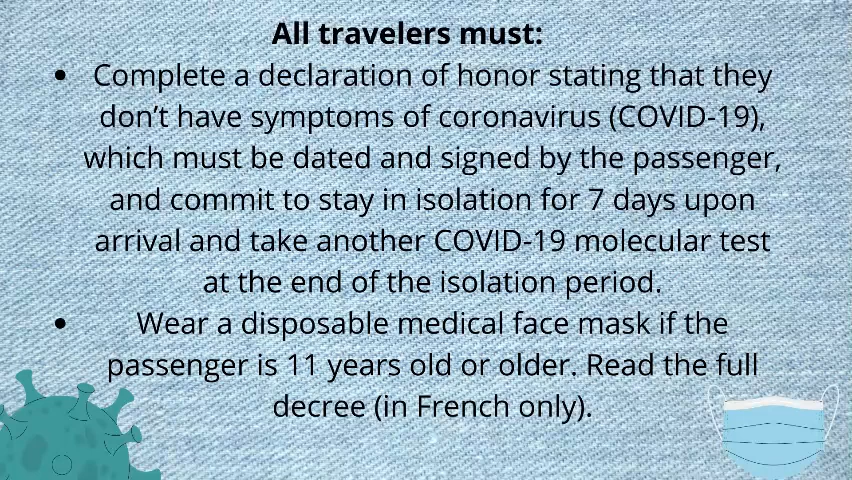 All travelers must:
• Complete a declaration of honor stating that they
don’t have symptoms of coronavirus (COVID-19),
which must be dated and signed by the passenger,
and commit to stay in isolation for 7 days upon
arrival and take another COVID-19 molecular test
at the end of the isolation period.
• Wear a disposable medical face mask if the
passenger is 11 years old or older. Read the full
decree (in French only).